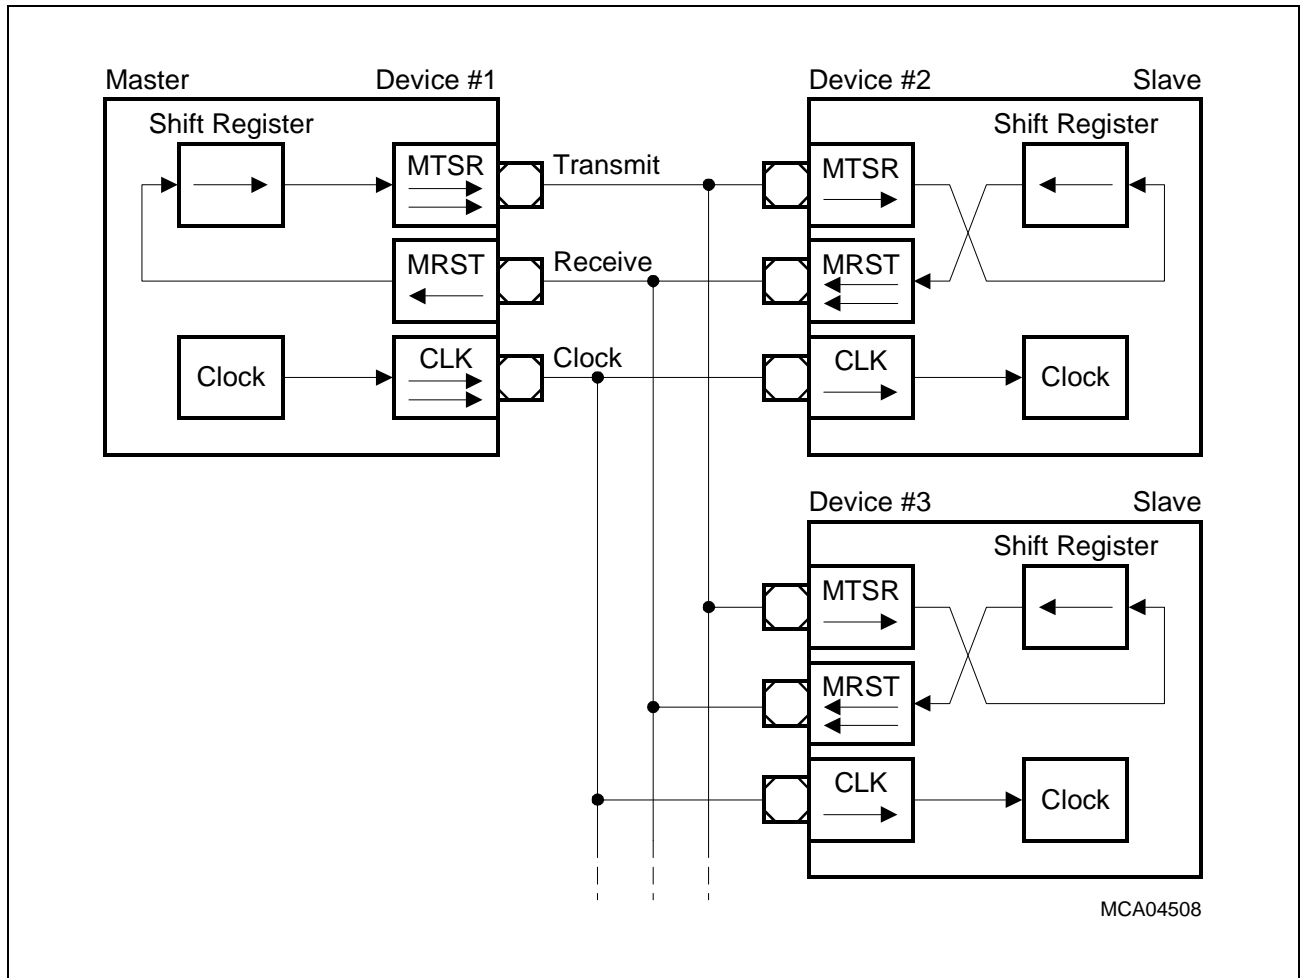 Master Device #1
Shift Register
MTSR
Transmit
MRST
Receive
Clock
CLK
Clock
Device #2 Slave
Shift Register
MTSR
MRST
CLK
Clock
Device #3 Slave
Shift Register
MTSR
MRST
CLK
Clock
MCA04508